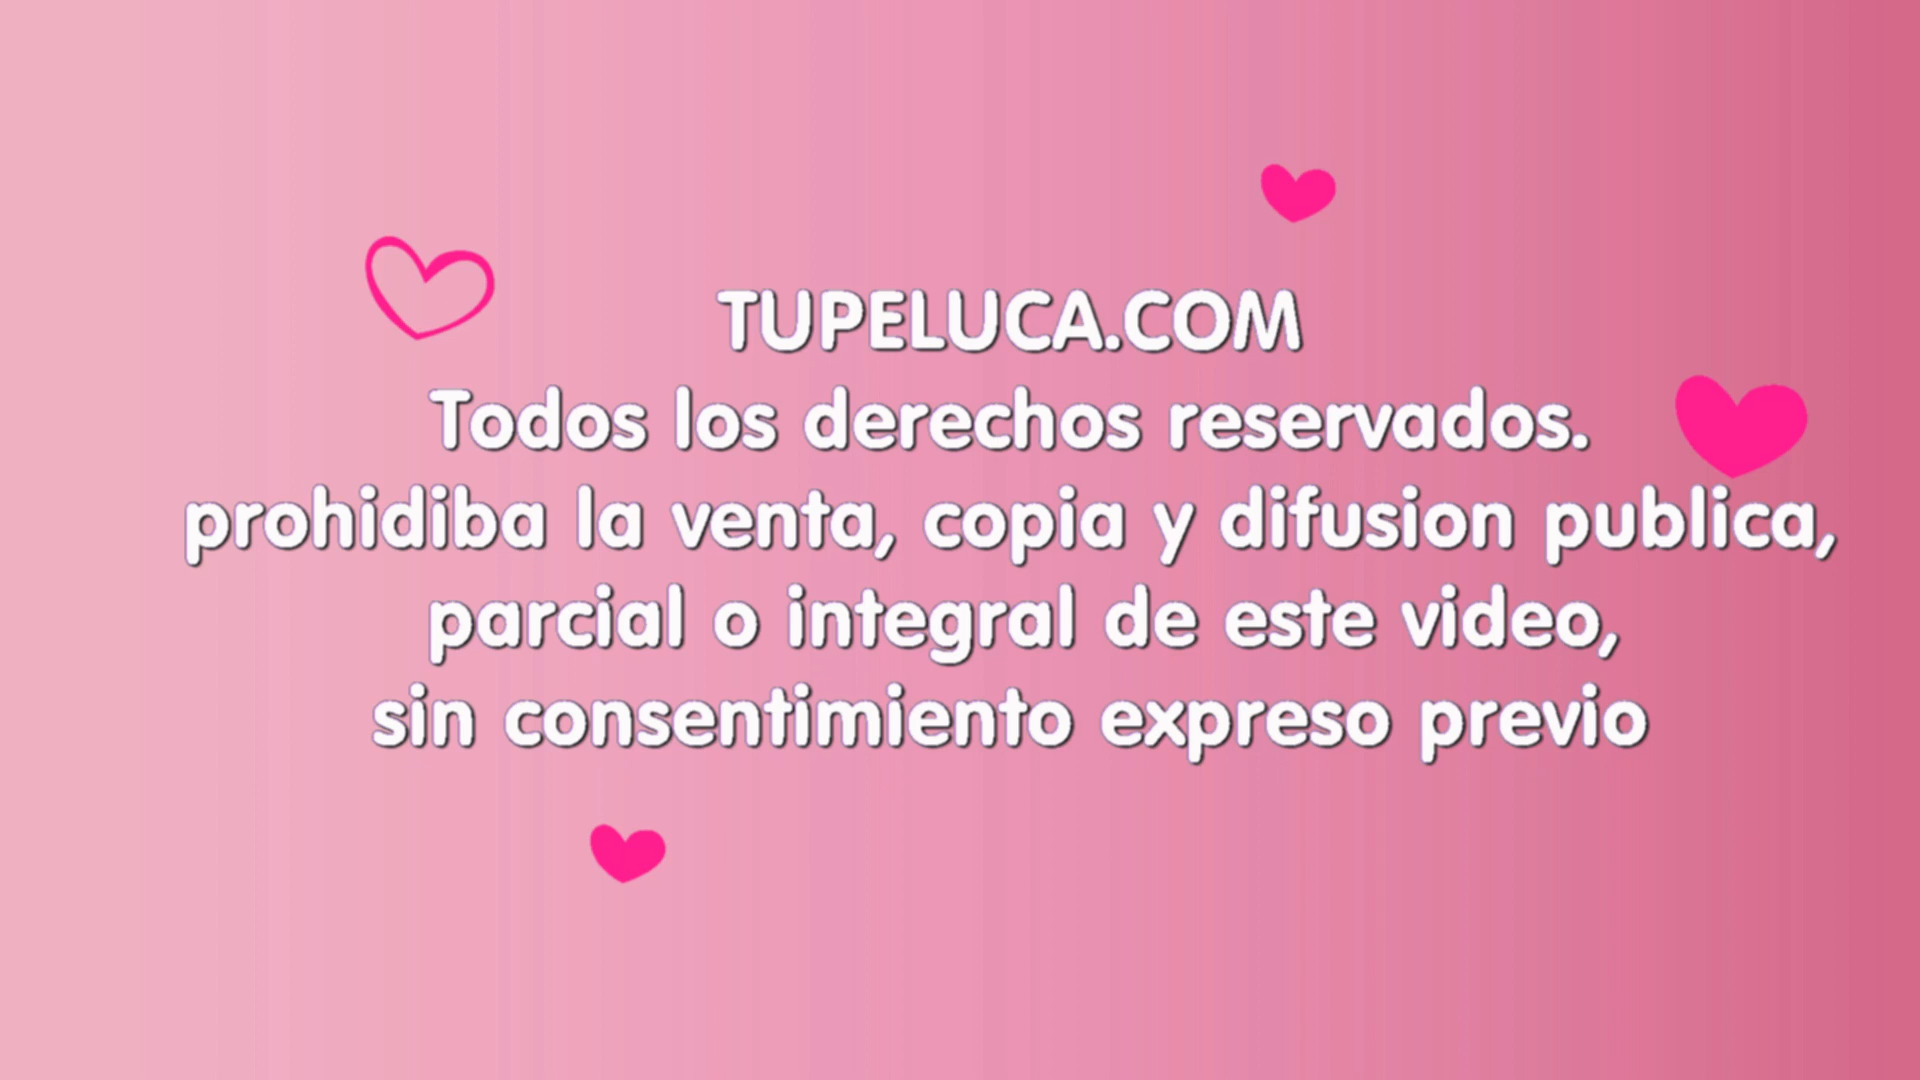 TUPELUCA.COM
Todos los derechos reservados.
prohidiba la venta, copia y difusion publica,
parcial o integral de este video,
sin consentimiento expreso previo